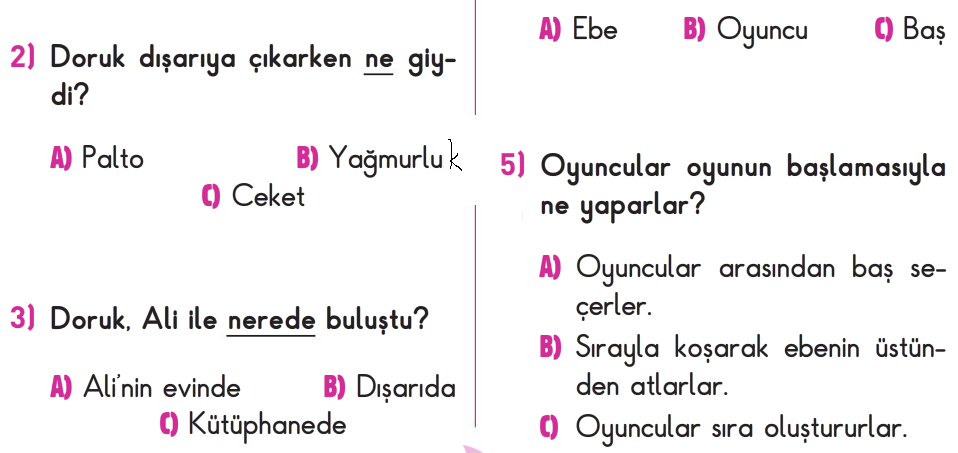 2) Doruk dışarıya çıkarken ne giy-
di?
A) Palto B) Yağmurluk
C) Ceket
3) Doruk, Ali ile nerede buluştu?
A) Ali'nin evinde B) Dışarıda
C) Kütüphanede
A) Ebe B) Oyuncu C) Baş
5) Oyuncular oyunun başlamasıyla
ne yaparlar?
A) Oyuncular arasından baş se-
çerler.
B) Sırayla koşarak ebenin üstün-
den atlarlar.
C) Oyuncular sıra oluştururlar.